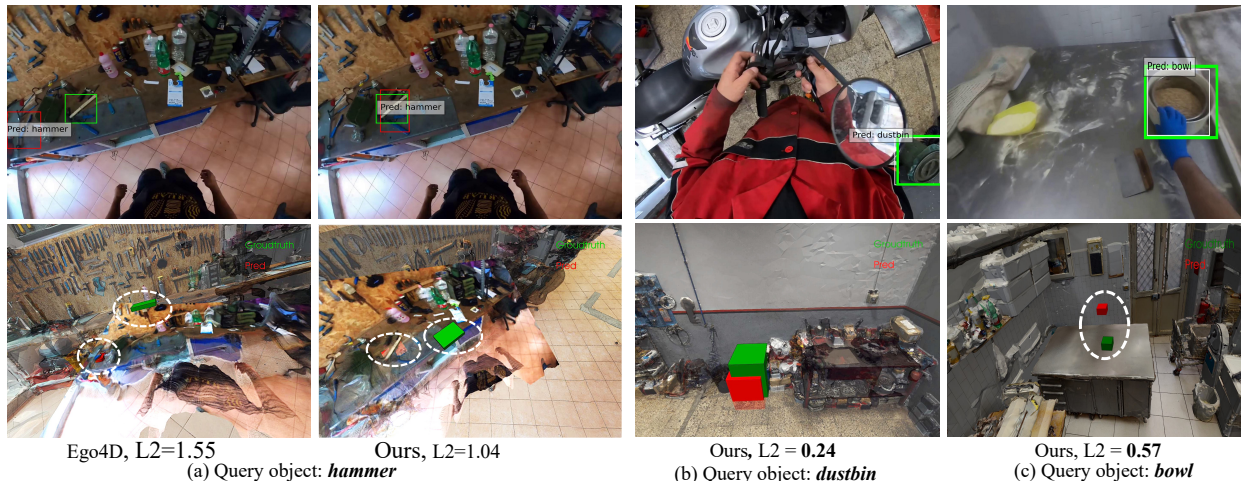 Pred: hammer
Pred: hammer
Pred: dustbin
Pred: bowl
Groudtruth
Pred
Groudtruth
Pred
Groudtruth
Pred
Groudtruth
Pred
Ego4D, L2=1.55
Ours, L2=1.04
Ours, L2 = 0.24
Ours, L2 = 0.57
(a) Query object: hammer
(b) Query object: dustbin
(c) Query object: bowl